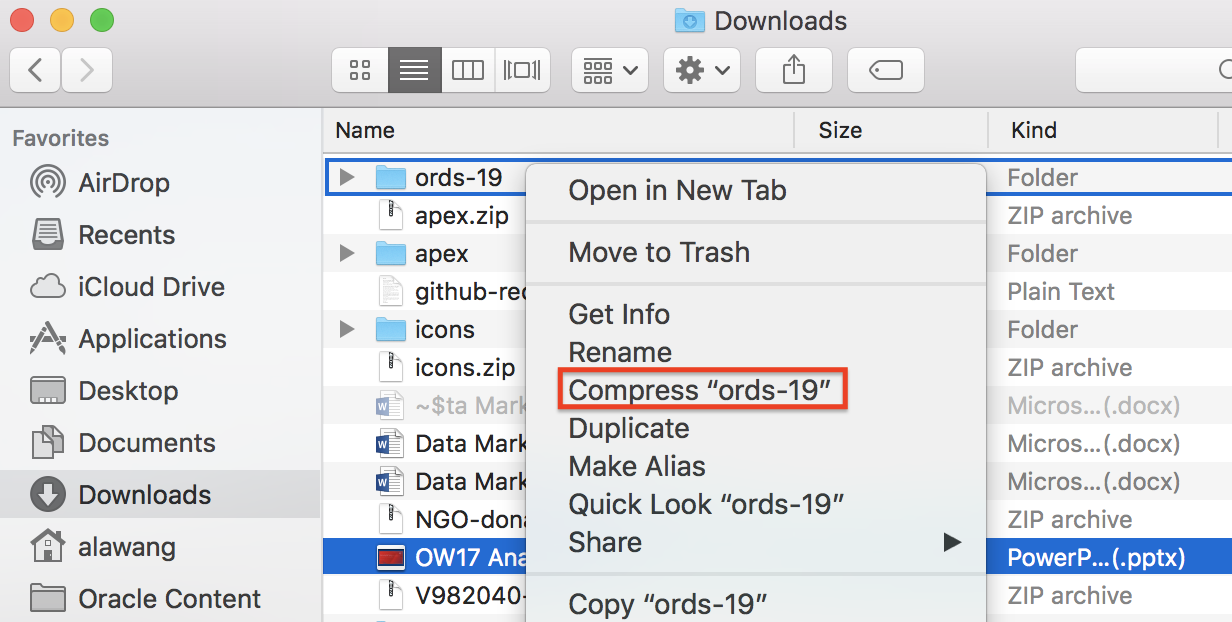 Downloads
Name Size Kind
Favorites
AirDrop
Recents
iCloud Drive
Applications
Desktop
Documents
Downloads
alawang
Oracle Content
ords-19 Folder
apex.zip ZIP archive
apex Folder
github-rec Plain Text
icons Folder
icons.zip ZIP archive
~$ta Mark Micros...(.docx)
Data Mark Micros...(.docx)
Data Mark Micros...(.docx)
NGO-dona ZIP archive
OW17 Ana PowerP...(.pptx)
V982040- ZIP archive
Open in New Tab
Move to Trash
Get Info
Rename
Compress “ords-19”
Duplicate
Make Alias
Quick Look “ords-19”
Share
Copy “ords-19”